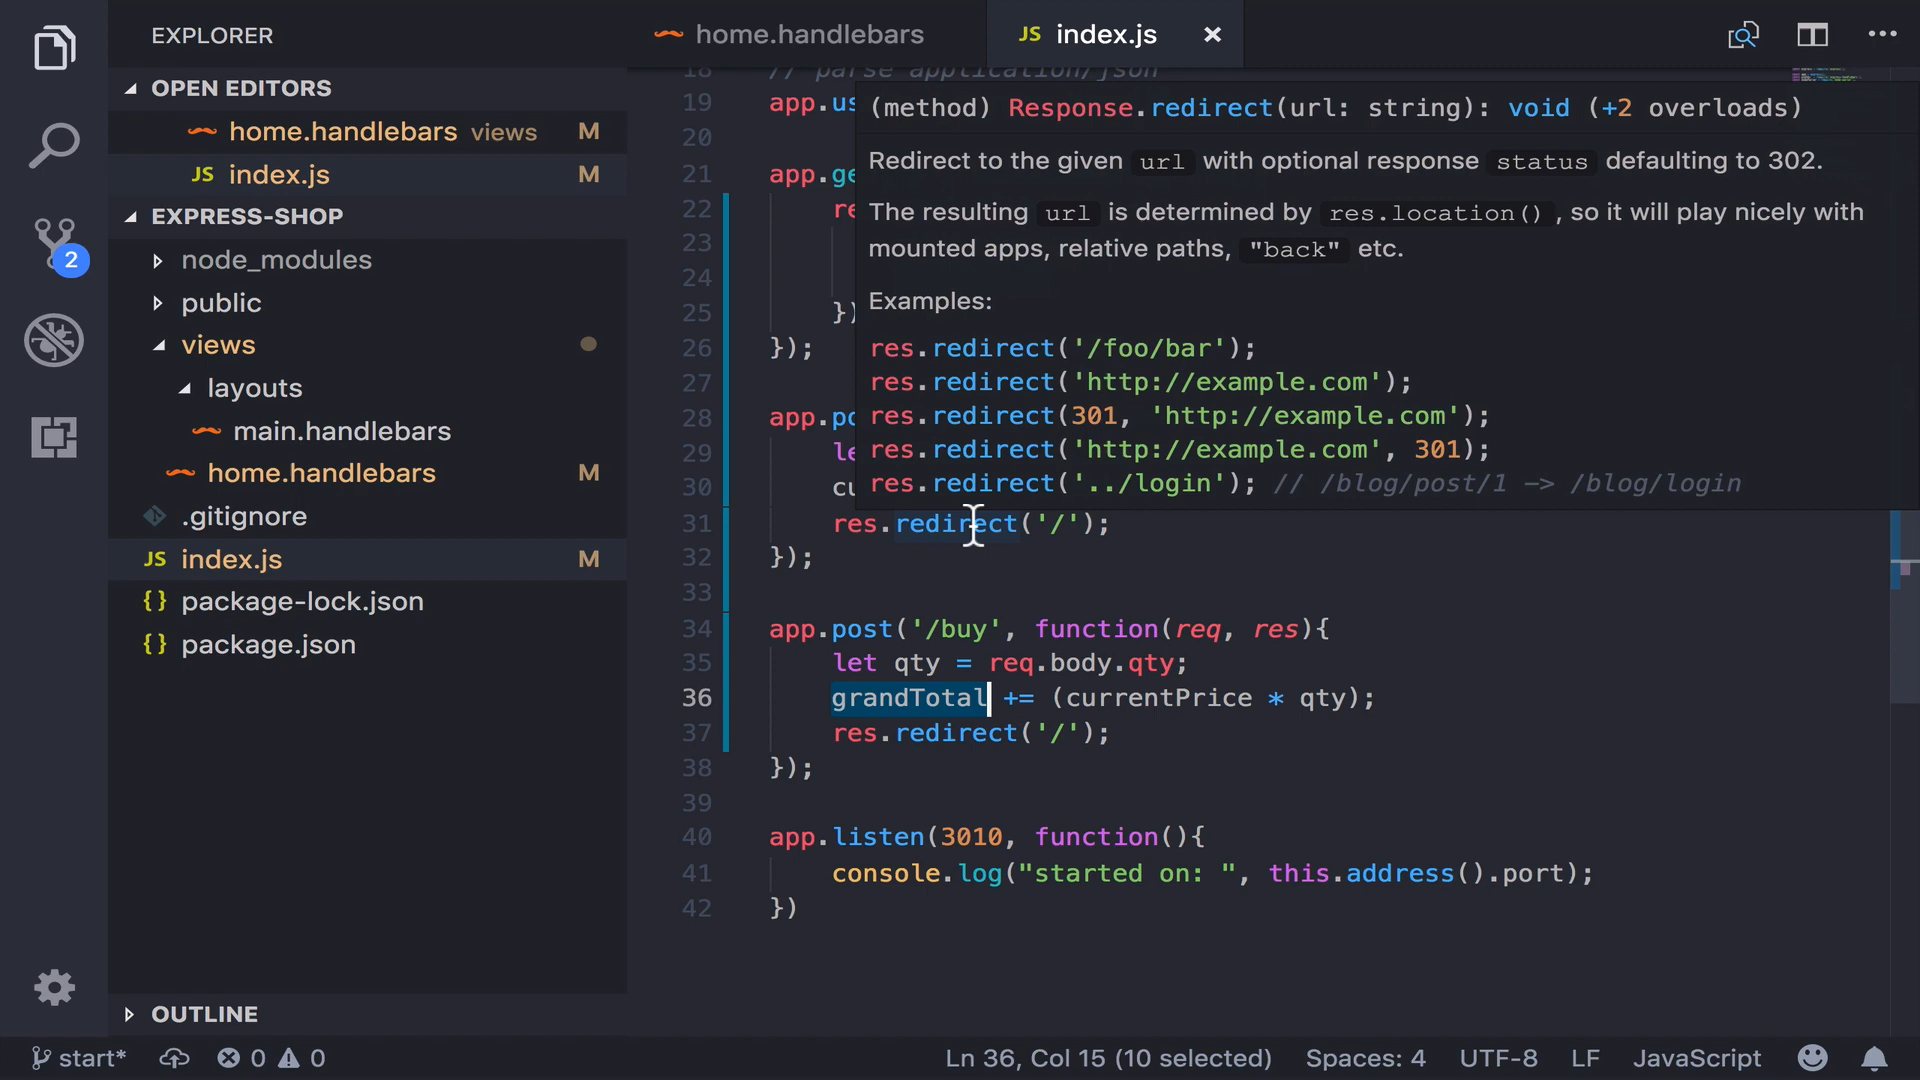 EXPLORER
OPEN EDITORS
home.handlebars views M
JS index.js M
EXPRESS-SHOP
node_modules
public
views
layouts
main.handlebars
home.handlebars M
.gitignore
JS index.js M
{} package-lock.json
{} package.json
OUTLINE
2
home.handlebars
JS index.js ×
18 // parse application/json
19 app.us
20
21 app.ge
22 re
23
24
25 })
26 });
27
28 app.po
29 le
30 cu
31 res.redirect('/');
32 });
33
34 app.post('/buy', function(req, res){
35 let qty = req.body.qty;
36 grandTotal += (currentPrice * qty);
37 res.redirect('/');
38 });
39
40 app.listen(3010, function(){
41 console.log("started on: ", this.address().port);
42 })
(method) Response.redirect(url: string): void (+2 overloads)
Redirect to the given url with optional response status defaulting to 302.
The resulting url is determined by res.location() , so it will play nicely with
mounted apps, relative paths, "back" etc.
Examples:
res.redirect('/foo/bar');
res.redirect('http://example.com');
res.redirect(301, 'http://example.com');
res.redirect('http://example.com', 301);
res.redirect('../login'); // /blog/post/1 -> /blog/login
start* 0 0
Ln 36, Col 15 (10 selected) Spaces: 4 UTF-8 LF JavaScript